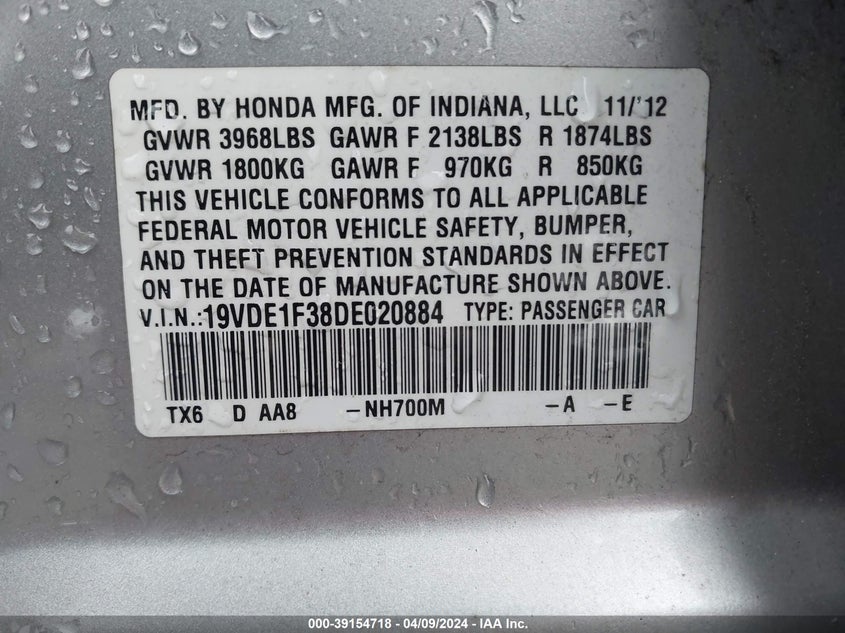 MFD. BY HONDA MFG. OF INDIANA, LLC 11/'12
GVWR 3968LBS GAWR F 2138LBS R 1874LBS
GVWR 1800KG GAWR F 970KG R 850KG
THIS VEHICLE CONFORMS TO ALL APPLICABLE
FEDERAL MOTOR VEHICLE SAFETY, BUMPER,
AND THEFT PREVENTION STANDARDS IN EFFECT
ON THE DATE OF MANUFACTURE SHOWN ABOVE.
V.I.N.:19VDE1F38DE020884 TYPE: PASSENGER CAR
TX6 D AA8 -NH700M -A -E
000-39154718 - 04/09/2024 - IAA Inc.